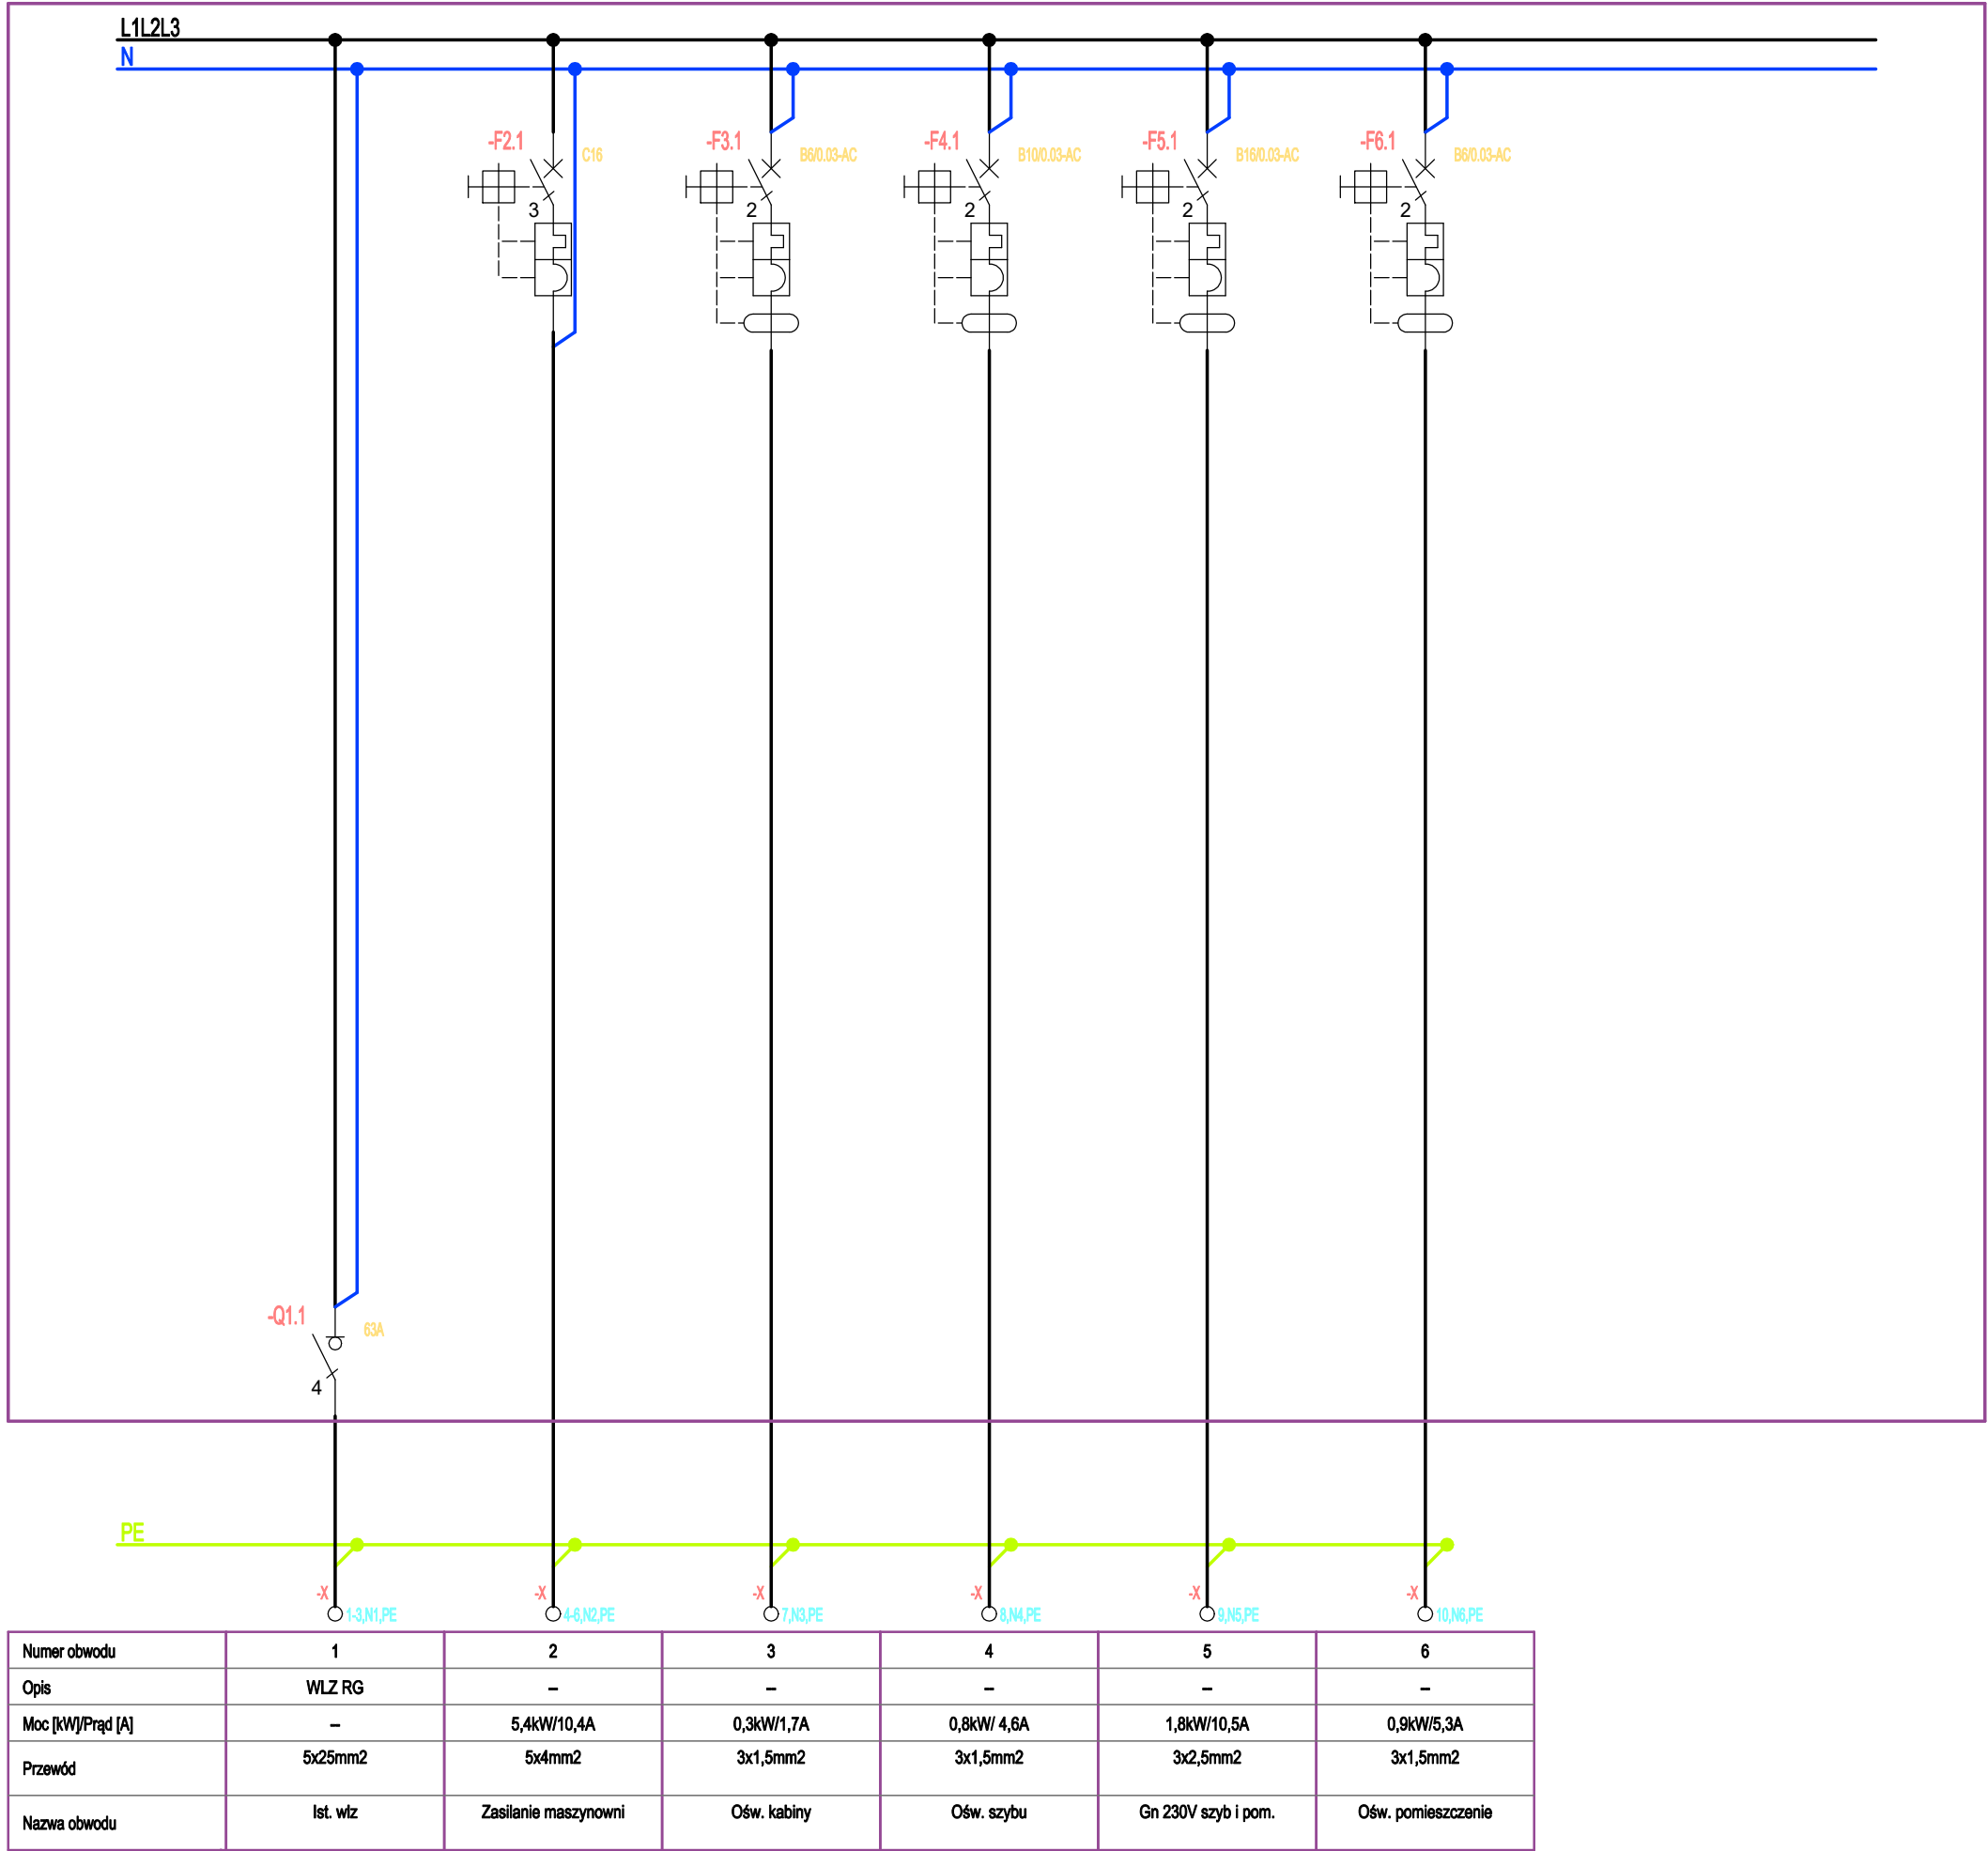 L1L2L3
N
-F2.1
C16
3
-F3.1
B6/0.03-AC
2
-F4.1
B10/0.03-AC
2
-F5.1
B16/0.03-AC
2
-F6.1
B6/0.03-AC
2
-Q1.1
63A
4
PE
-X
1-3,N1,PE
-X
4-6,N2,PE
-X
7,N3,PE
-X
8,N4,PE
-X
9,N5,PE
-X
10,N6,PE
Numer obwodu 1 2 3 4 5 6
Opis WLZ RG – – – – –
Moc [kW]/Prąd [A] – 5,4kW/10,4A 0,3kW/1,7A 0,8kW/ 4,6A 1,8kW/10,5A 0,9kW/5,3A
Przewód 5x25mm2 5x4mm2 3x1,5mm2 3x1,5mm2 3x2,5mm2 3x1,5mm2
Nazwa obwodu Ist. wlz Zasilanie maszynowni Ośw. kabiny Ośw. szybu Gn 230V szyb i pom. Ośw. pomieszczenie